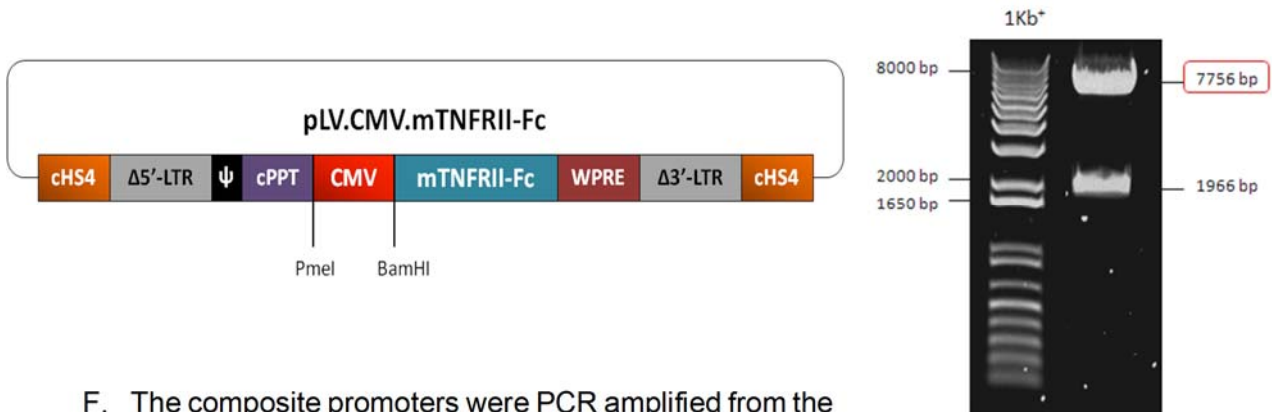 1Kb⁺
8000 bp
7756 bp
pLV.CMV.mTNFRII-Fc
cHS4 Δ5'-LTR ψ cPPT CMV mTNFRII-Fc WPRE Δ3'-LTR cHS4
2000 bp
1966 bp
1650 bp
PmeI BamHI
F. The composite promoters were PCR amplified from the